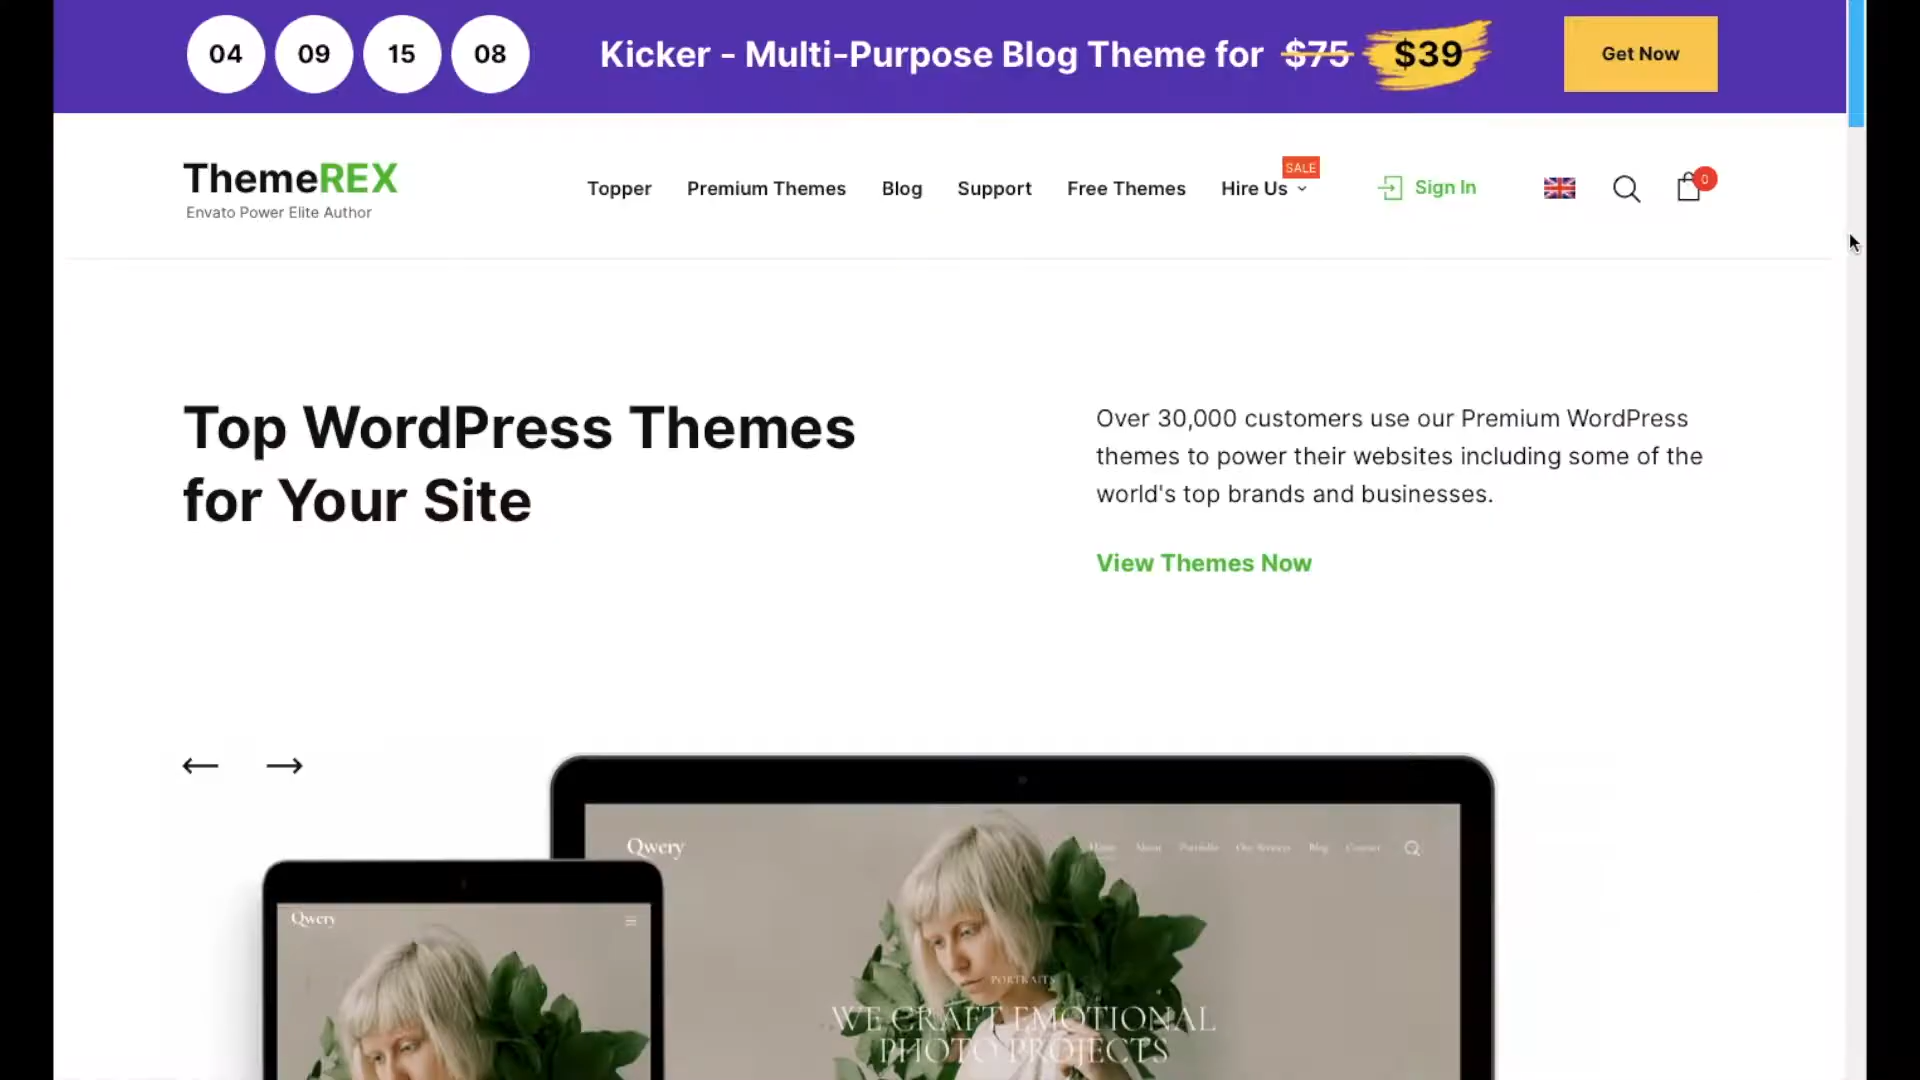 04 09 15 08 Kicker - Multi-Purpose Blog Theme for $75 $39 Get Now
ThemeREX
Envato Power Elite Author
Topper Premium Themes Blog Support Free Themes Hire Us SALE Sign In 0
Top WordPress Themes
for Your Site
Over 30,000 customers use our Premium WordPress
themes to power their websites including some of the
world's top brands and businesses.
View Themes Now
Qwery
Home About Portfolio Our Services Blog Contact
Qwery
PORTRAITS
WE CRAFT EMOTIONAL
PHOTO PROJECTS